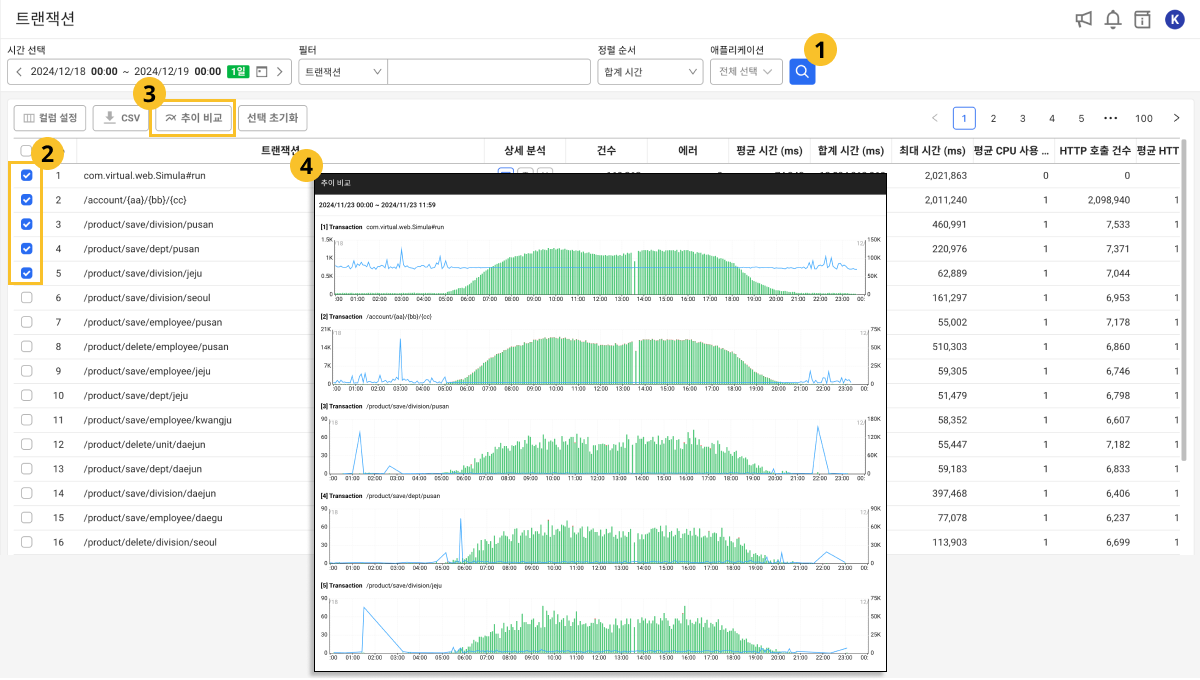 트랜잭션
K
시간 선택
필터
정렬 순서
애플리케이션
1
2024/12/18 00:00 ~ 2024/12/19 00:00 1일
트랜잭션
합계 시간
전체 선택
3
컬럼 설정
CSV
추이 비교
선택 초기화
1 2 3 4 5 ••• 100
2
트랜잭션 상세 분석 건수 에러 평균 시간 (ms) 합계 시간 (ms) 최대 시간 (ms) 평균 CPU 사용 ... HTTP 호출 건수 평균 HTT
4
1 com.virtual.web.Simula#run 2,021,863 0 0
2 /account/{aa}/{bb}/{cc} 2,011,240 1 2,098,940 1
3 /product/save/division/pusan 460,991 1 7,533 1
4 /product/save/dept/pusan 220,976 1 7,371 1
5 /product/save/division/jeju 62,889 1 7,044 1
6 /product/save/division/seoul 161,297 1 6,953 1
7 /product/save/employee/pusan 55,002 1 7,178 1
8 /product/delete/employee/pusan 510,303 1 6,860 1
9 /product/save/employee/jeju 59,305 1 6,746 1
10 /product/save/dept/jeju 51,479 1 6,798 1
11 /product/save/employee/kwangju 58,352 1 6,607 1
12 /product/delete/unit/daejun 55,447 1 7,182 1
13 /product/save/dept/daejun 59,183 1 6,833 1
14 /product/save/division/daejun 397,468 1 6,406 1
15 /product/save/employee/daegu 77,078 1 6,237 1
16 /product/delete/division/seoul 113,903 1 6,699 1
추이 비교
2024/11/23 00:00 ~ 2024/11/23 11:59
[1] Transaction com.virtual.web.Simula#run
1.5K 150K
1K 100K
0.5K 50K
0 0
:00 01:00 02:00 03:00 04:00 05:00 06:00 07:00 08:00 09:00 10:00 11:00 12:00 13:00 14:00 15:00 16:00 17:00 18:00 19:00 20:00 21:00 22:00 23:00 00:
[2] Transaction /account/{aa}/{bb}/{cc}
21K 75K
14K 50K
7K 25K
0 0
:00 01:00 02:00 03:00 04:00 05:00 06:00 07:00 08:00 09:00 10:00 11:00 12:00 13:00 14:00 15:00 16:00 17:00 18:00 19:00 20:00 21:00 22:00 23:00 00:
[3] Transaction /product/save/division/pusan
90 180K
60 120K
30 60K
0 0
:00 01:00 02:00 03:00 04:00 05:00 06:00 07:00 08:00 09:00 10:00 11:00 12:00 13:00 14:00 15:00 16:00 17:00 18:00 19:00 20:00 21:00 22:00 23:00 00:
[4] Transaction /product/save/dept/pusan
90 90K
60 60K
30 30K
0 0
:00 01:00 02:00 03:00 04:00 05:00 06:00 07:00 08:00 09:00 10:00 11:00 12:00 13:00 14:00 15:00 16:00 17:00 18:00 19:00 20:00 21:00 22:00 23:00 00:
[5] Transaction /product/save/division/jeju
90 75K
60 50K
30 25K
0 0
:00 01:00 02:00 03:00 04:00 05:00 06:00 07:00 08:00 09:00 10:00 11:00 12:00 13:00 14:00 15:00 16:00 17:00 18:00 19:00 20:00 21:00 22:00 23:00 00: